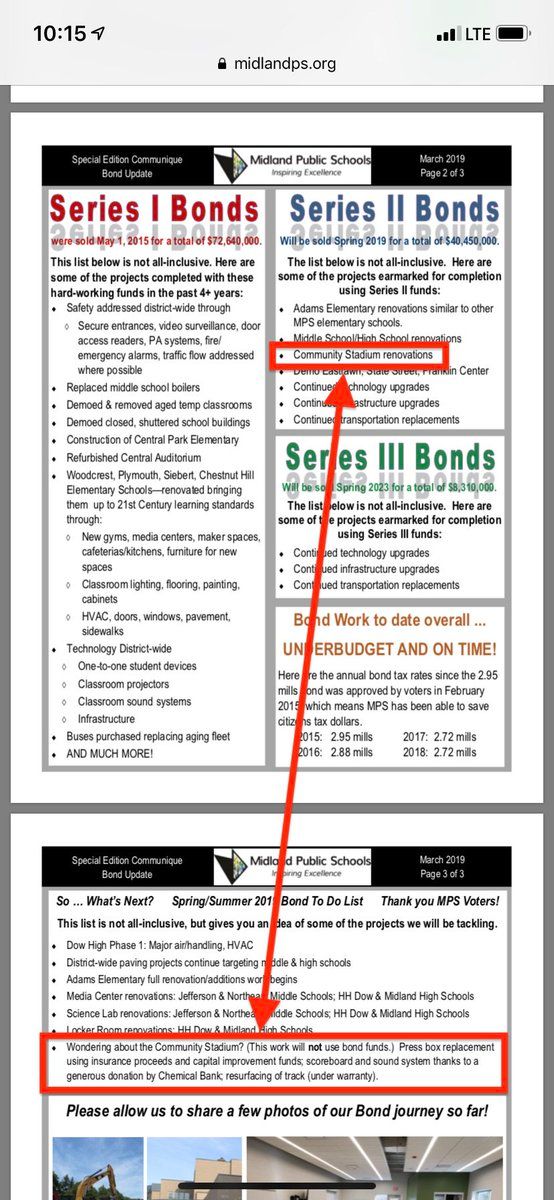 10:15
LTE
midlandps.org
Special Edition Communique
Bond Update
Midland Public Schools
Inspiring Excellence
March 2019
Page 2 of 3
Series I Bonds
were sold May 1, 2015 for a total of $72,640,000.
This list below is not all-inclusive. Here are
some of the projects completed with these
hard-working funds in the past 4+ years:
Safety addressed district-wide through
Secure entrances, video surveillance, door
access readers, PA systems, fire/
emergency alarms, traffic flow addressed
where possible
Replaced middle school boilers
Demoed & removed aged temp classrooms
Demoed closed, shuttered school buildings
Construction of Central Park Elementary
Refurbished Central Auditorium
Woodcrest, Plymouth, Siebert, Chestnut Hill
Elementary Schools—renovated bringing
them up to 21st Century learning standards
through:
New gyms, media centers, maker spaces,
cafeterias/kitchens, furniture for new
spaces
Classroom lighting, flooring, painting,
cabinets
HVAC, doors, windows, pavement,
sidewalks
Technology District-wide
One-to-one student devices
Classroom projectors
Classroom sound systems
Infrastructure
Buses purchased replacing aging fleet
AND MUCH MORE!
Series II Bonds
Will be sold Spring 2019 for a total of $40,450,000.
The list below is not all-inclusive. Here are
some of the projects earmarked for completion
using Series II funds:
Adams Elementary renovations similar to other
MPS elementary schools.
Middle School/High School renovations
Community Stadium renovations
Demo Eastlawn, State Street, Franklin Center
Continued technology upgrades
Continued infrastructure upgrades
Continued transportation replacements
Series III Bonds
Will be sold Spring 2023 for a total of $8,310,000.
The list below is not all-inclusive. Here are
some of the projects earmarked for completion
using Series III funds:
Continued technology upgrades
Continued infrastructure upgrades
Continued transportation replacements
Bond Work to date overall ...
UNDERBUDGET AND ON TIME!
Here are the annual bond tax rates since the 2.95
mills bond was approved by voters in February
2015, which means MPS has been able to save
citizens tax dollars.
2015: 2.95 mills 2017: 2.72 mills
2016: 2.88 mills 2018: 2.72 mills
Special Edition Communique
Bond Update
Midland Public Schools
Inspiring Excellence
March 2019
Page 3 of 3
So ... What's Next? Spring/Summer 2019 Bond To Do List Thank you MPS Voters!
This list is not all-inclusive, but gives you an idea of some of the projects we will be tackling.
Dow High Phase 1: Major air/handling, HVAC
District-wide paving projects continue targeting middle & high schools
Adams Elementary full renovation/additions work begins
Media Center renovations: Jefferson & Northeast Middle Schools; HH Dow & Midland High Schools
Science Lab renovations: Jefferson & Northeast Middle Schools; HH Dow & Midland High Schools
Locker Room renovations: HH Dow & Midland High Schools
Wondering about the Community Stadium? (This work will not use bond funds.) Press box replacement
using insurance proceeds and capital improvement funds; scoreboard and sound system thanks to a
generous donation by Chemical Bank; resurfacing of track (under warranty).
Please allow us to share a few photos of our Bond journey so far!